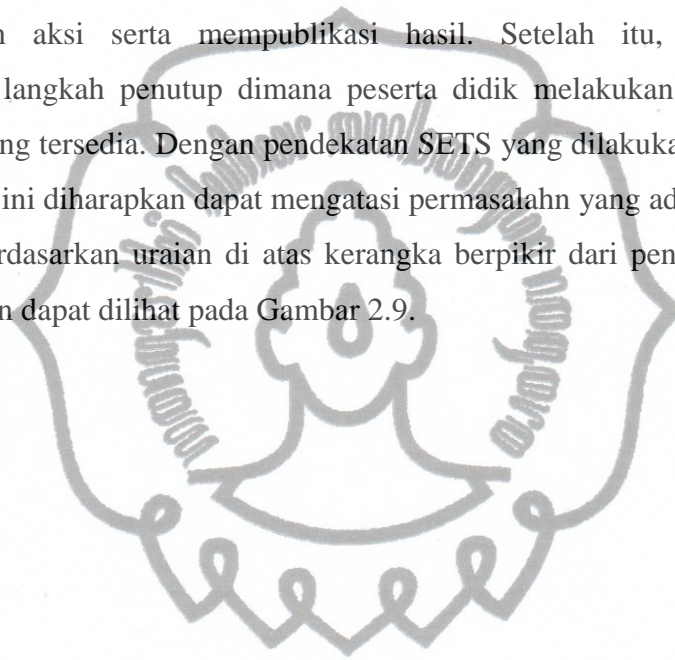 n aksi serta mempublikasi hasil. Setelah itu,
langkah penutup dimana peserta didik melakukan
ng tersedia. Dengan pendekatan SETS yang dilakuka
ini diharapkan dapat mengatasi permasalahn yang ad
rdasarkan uraian di atas kerangka berpikir dari pen
n dapat dilihat pada Gambar 2.9.